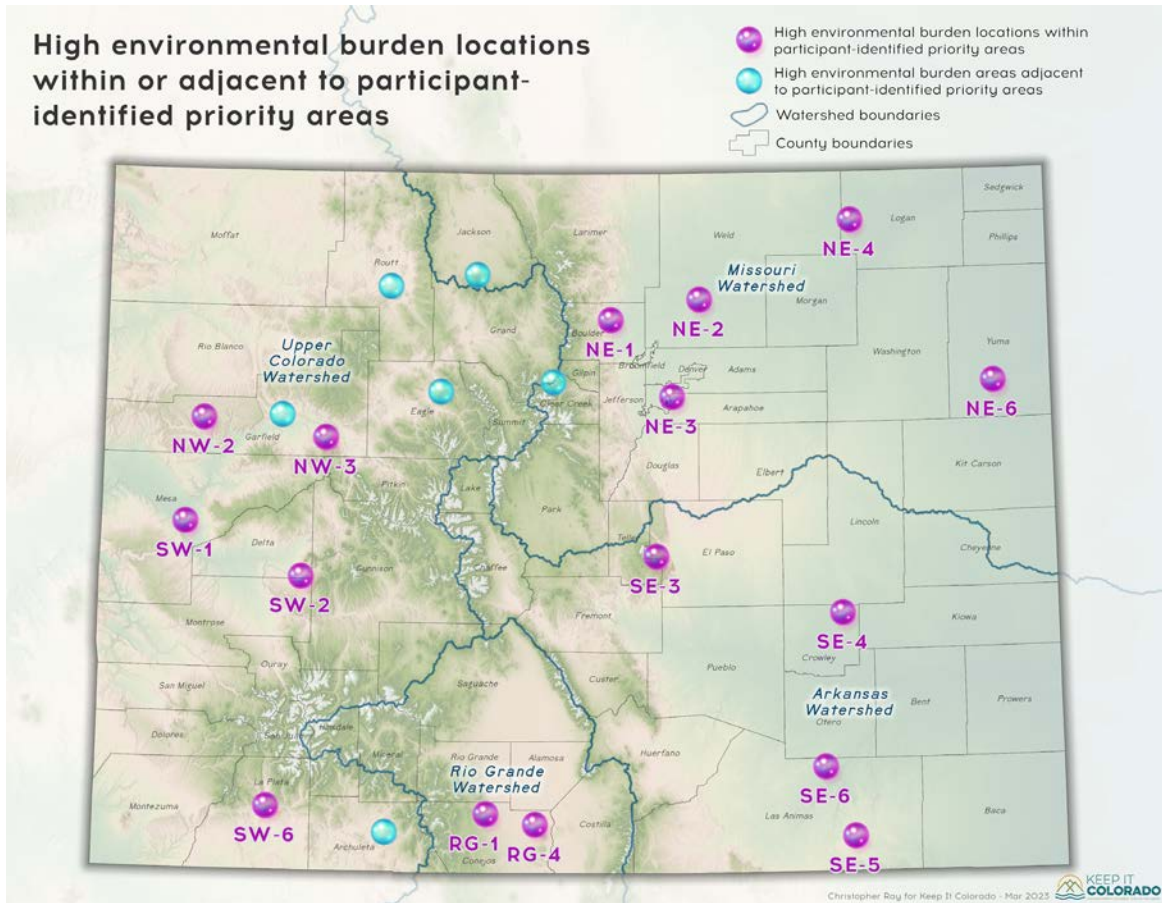 High environmental burden locations
within or adjacent to participant-
identified priority areas
High environmental burden locations within
participant-identified priority areas
High environmental burden areas adjacent
to participant-identified priority areas
Watershed boundaries
County boundaries
Sedgwick
Logan
Phillips
Moffat
Jackson
Larimer
Weld
NE-4
Routt
Missouri
Watershed
Morgan
Grand
Boulder
NE-2
NE-1
Rio Blanco
Upper
Colorado
Watershed
Washington
Yuma
Broomfield
Gilpin
Denver
Adams
Clear Creek
Eagle
Jefferson
Arapahoe
NE-6
NE-3
Summit
NW-2
Garfield
NW-3
Douglas
Elbert
Kit Carson
Pitkin
Lake
Mesa
Park
Lincoln
SW-1
Delta
Teller
El Paso
Cheyenne
Gunnison
Chaffee
SE-3
SW-2
Fremont
Kiowa
Montrose
SE-4
Crowley
Ouray
Pueblo
San Miguel
Saguache
Custer
Arkansas
Watershed
Bent
Prowers
Otero
Dolores
San Juan
Hinsdale
Mineral
Rio Grande
Alamosa
Huerfano
Rio Grande
Watershed
La Plata
SE-6
Montezuma
Las Animas
Baca
SW-6
Costilla
RG-1
RG-4
Archuleta
Conejos
SE-5
KEEP IT
COLORADO
Christopher Ray for Keep It Colorado - Mar 2023